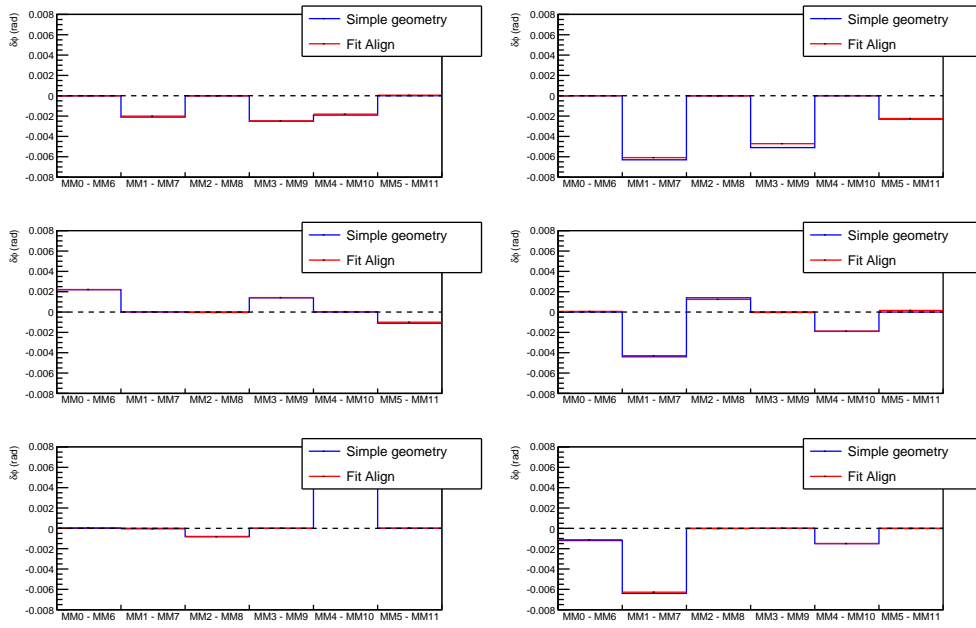 δφ (rad)
0.008
0.006
0.004
0.002
0
-0.002
-0.004
-0.006
-0.008
MM0 - MM6 MM1 - MM7 MM2 - MM8 MM3 - MM9 MM4 - MM10 MM5 - MM11
Simple geometry
Fit Align
δφ (rad)
0.008
0.006
0.004
0.002
0
-0.002
-0.004
-0.006
-0.008
MM0 - MM6 MM1 - MM7 MM2 - MM8 MM3 - MM9 MM4 - MM10 MM5 - MM11
Simple geometry
Fit Align
δφ (rad)
0.008
0.006
0.004
0.002
0
-0.002
-0.004
-0.006
-0.008
MM0 - MM6 MM1 - MM7 MM2 - MM8 MM3 - MM9 MM4 - MM10 MM5 - MM11
Simple geometry
Fit Align
δφ (rad)
0.008
0.006
0.004
0.002
0
-0.002
-0.004
-0.006
-0.008
MM0 - MM6 MM1 - MM7 MM2 - MM8 MM3 - MM9 MM4 - MM10 MM5 - MM11
Simple geometry
Fit Align
δφ (rad)
0.008
0.006
0.004
0.002
0
-0.002
-0.004
-0.006
-0.008
MM0 - MM6 MM1 - MM7 MM2 - MM8 MM3 - MM9 MM4 - MM10 MM5 - MM11
Simple geometry
Fit Align
δφ (rad)
0.008
0.006
0.004
0.002
0
-0.002
-0.004
-0.006
-0.008
MM0 - MM6 MM1 - MM7 MM2 - MM8 MM3 - MM9 MM4 - MM10 MM5 - MM11
Simple geometry
Fit Align